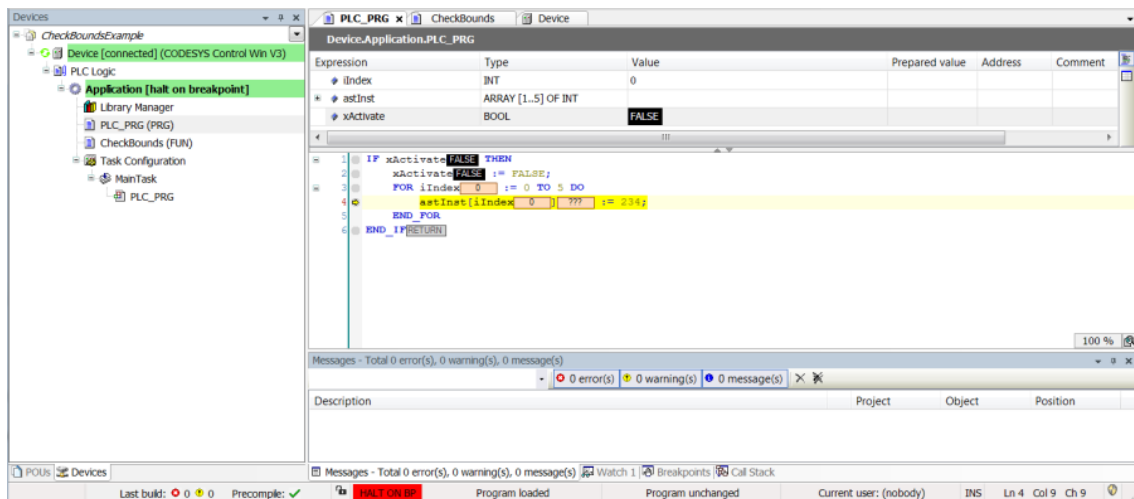 Devices
CheckBoundsExample
Device [connected] (CODESYS Control Win V3)
PLC Logic
Application [halt on breakpoint]
Library Manager
PLC_PRG (PRG)
CheckBounds (FUN)
Task Configuration
MainTask
PLC_PRG
POUs Devices
PLC_PRG x CheckBounds Device
Device.Application.PLC_PRG
Expression Type Value Prepared value Address Comment
iIndex INT 0
astInst ARRAY [1..5] OF INT
xActivate BOOL FALSE
1 IF xActivate FALSE THEN
2 xActivate FALSE := FALSE;
3 FOR iIndex 0 := 0 TO 5 DO
4 astInst[iIndex 0 ] ??? := 234;
5 END_FOR
6 END_IF RETURN
100 %
Messages - Total 0 error(s), 0 warning(s), 0 message(s)
0 error(s) 0 warning(s) 0 message(s)
Description Project Object Position
Messages - Total 0 error(s), 0 warning(s), 0 message(s) Watch 1 Breakpoints Call Stack
Last build: 0 0 Precompile: HALT ON BP Program loaded Program unchanged Current user: (nobody) INS Ln 4 Col 9 Ch 9